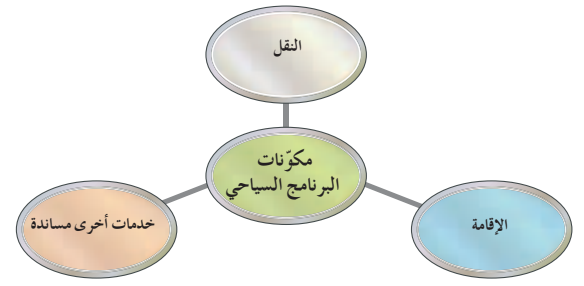 النقل
مكوّنات
البرنامج السياحي
الإقامة
خدمات أخرى مساندة